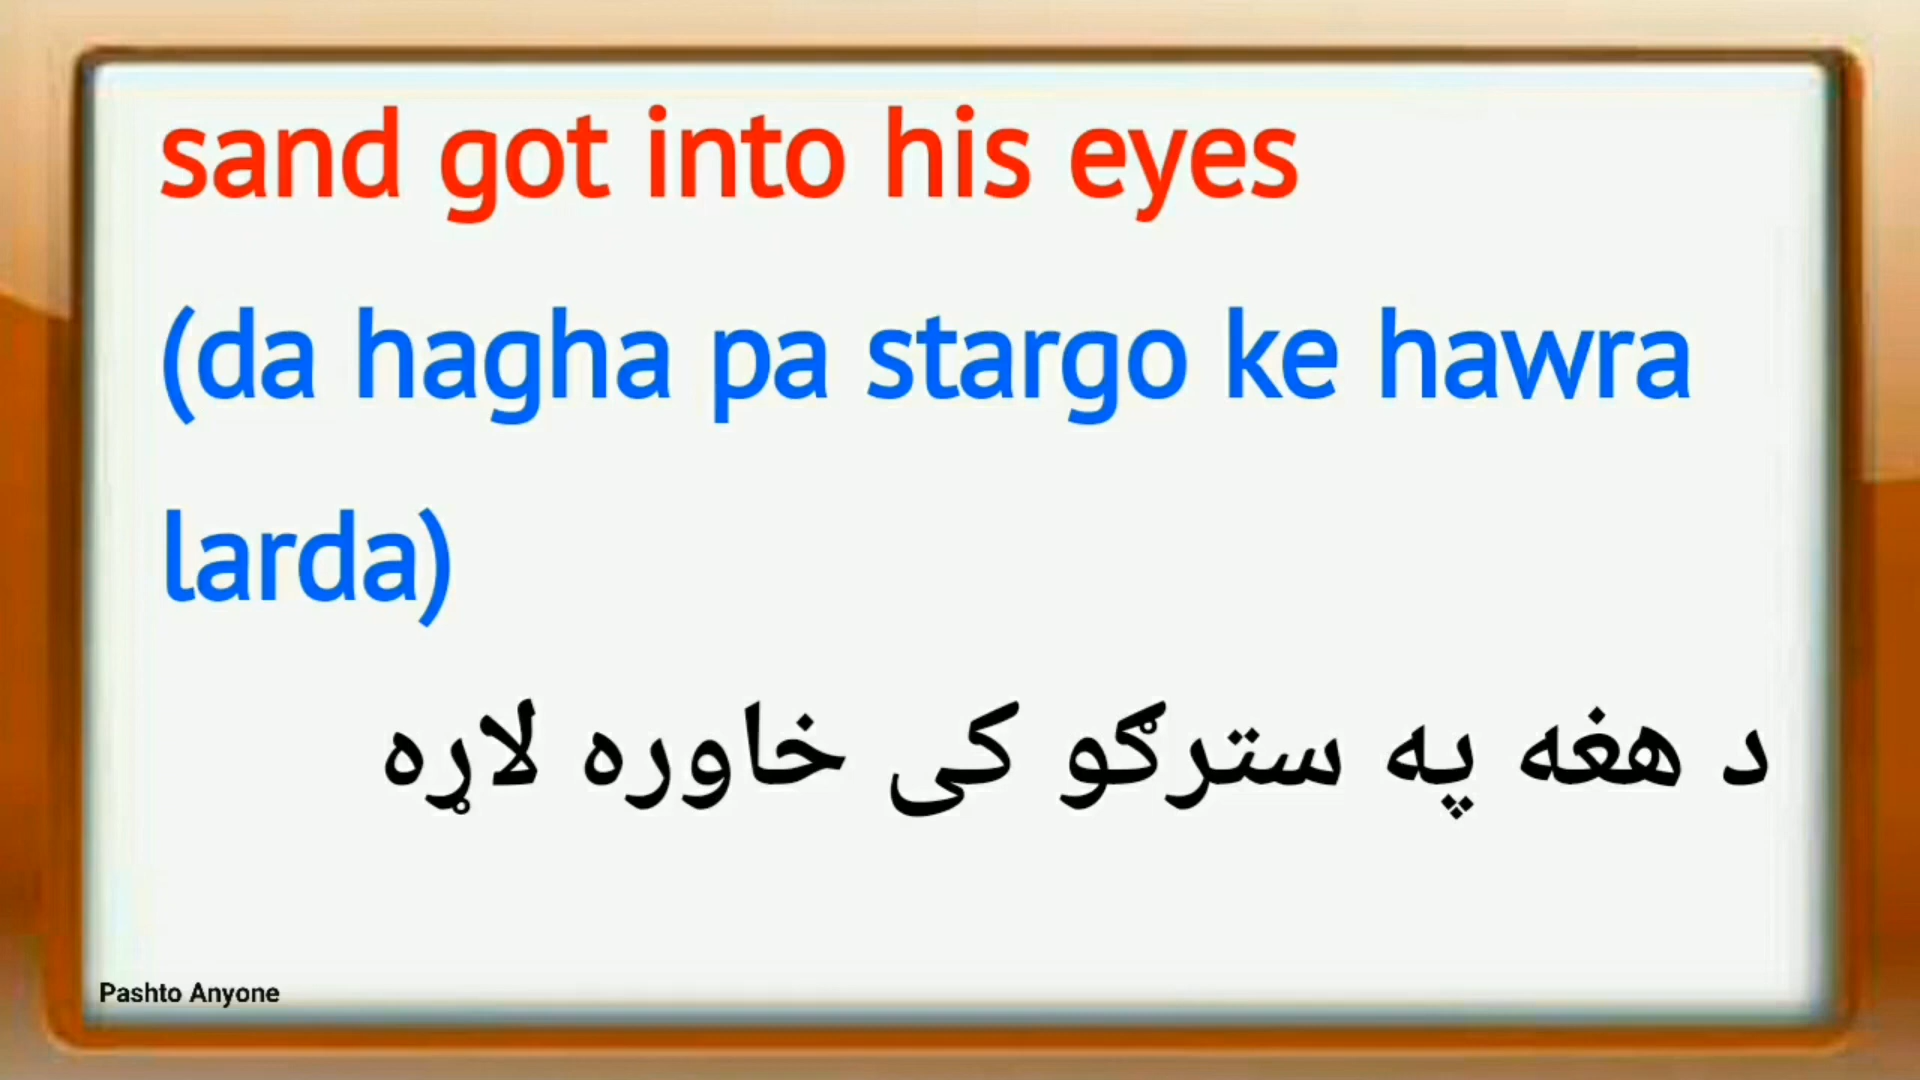 sand got into his eyes
(da hagha pa stargo ke hawra
larda)
د هغه په سترګو کی خاوره لاړه
Pashto Anyone